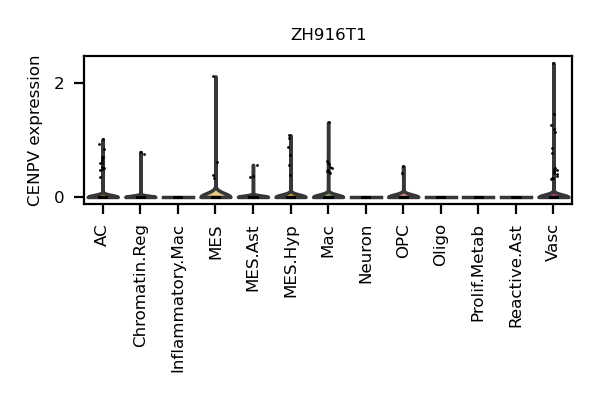 ZH916T1
CENPV expression
2
0
AC
Chromatin.Reg
Inflammatory.Mac
MES
MES.Ast
MES.Hyp
Mac
Neuron
OPC
Oligo
Prolif.Metab
Reactive.Ast
Vasc